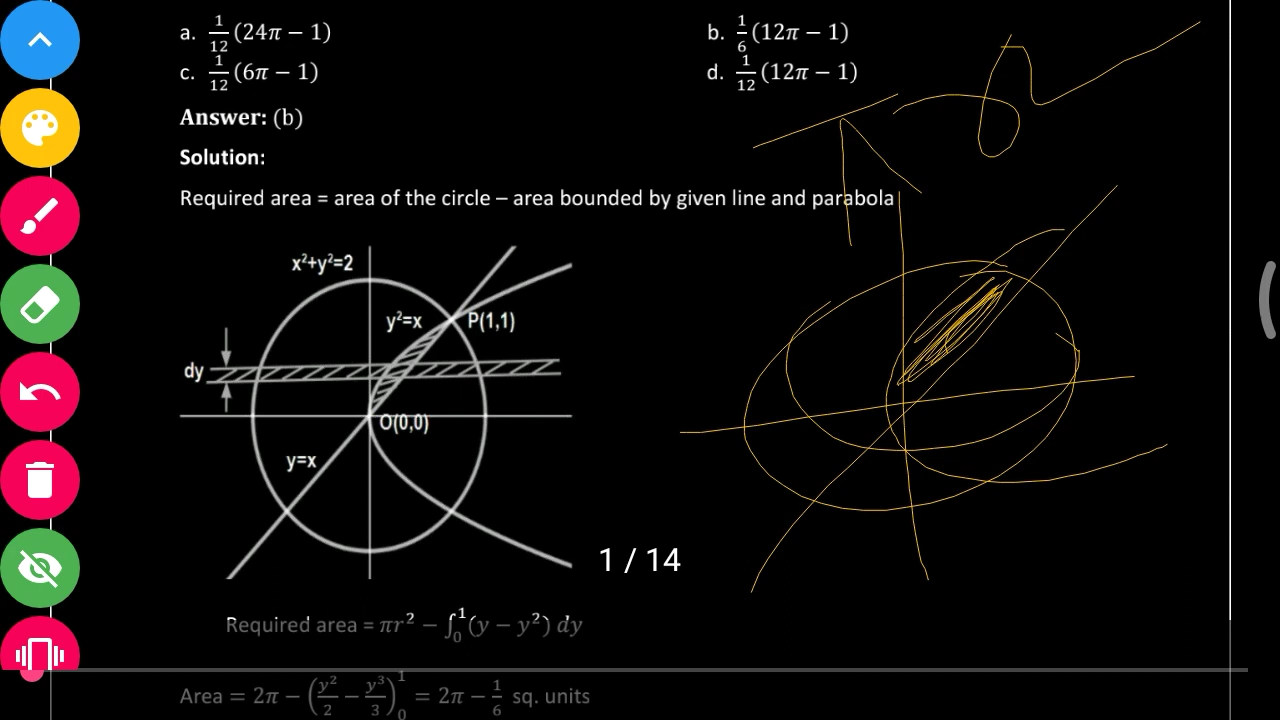 a. 1/12 (24π − 1) b. 1/6 (12π − 1)
c. 1/12 (6π − 1) d. 1/12 (12π − 1)
Answer: (b)
Solution:
Required area = area of the circle – area bounded by given line and parabola
x²+y²=2
y²=x P(1,1)
dy
O(0,0)
y=x
1 / 14
Required area = πr² − ∫₀¹(y − y²) dy
Area = 2π − (y²/2 − y³/3)₀¹ = 2π − 1/6 sq. units